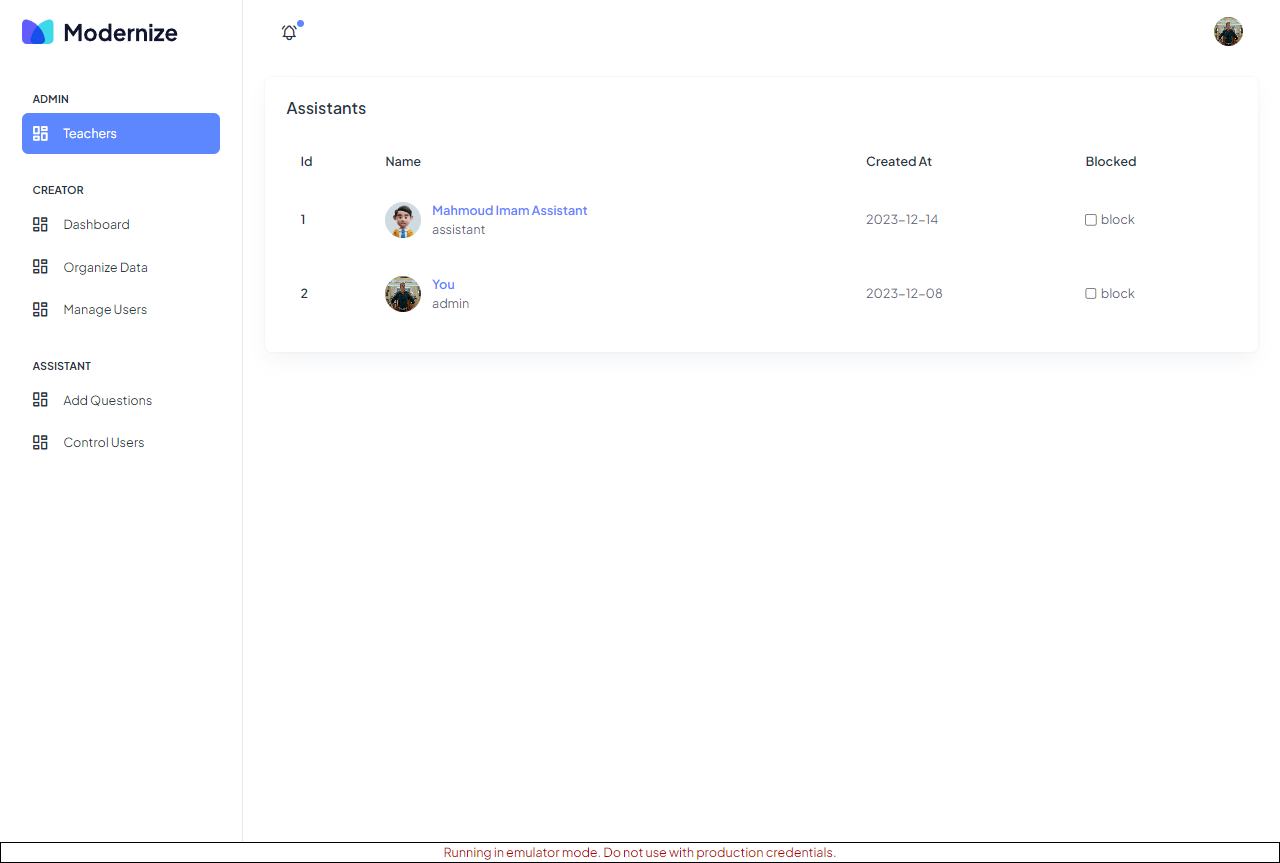 Modernize
ADMIN
Teachers
CREATOR
Dashboard
Organize Data
Manage Users
ASSISTANT
Add Questions
Control Users
Assistants
Id Name Created At Blocked
1 Mahmoud Imam Assistant assistant 2023-12-14 block
2 You admin 2023-12-08 block
Running in emulator mode. Do not use with production credentials.